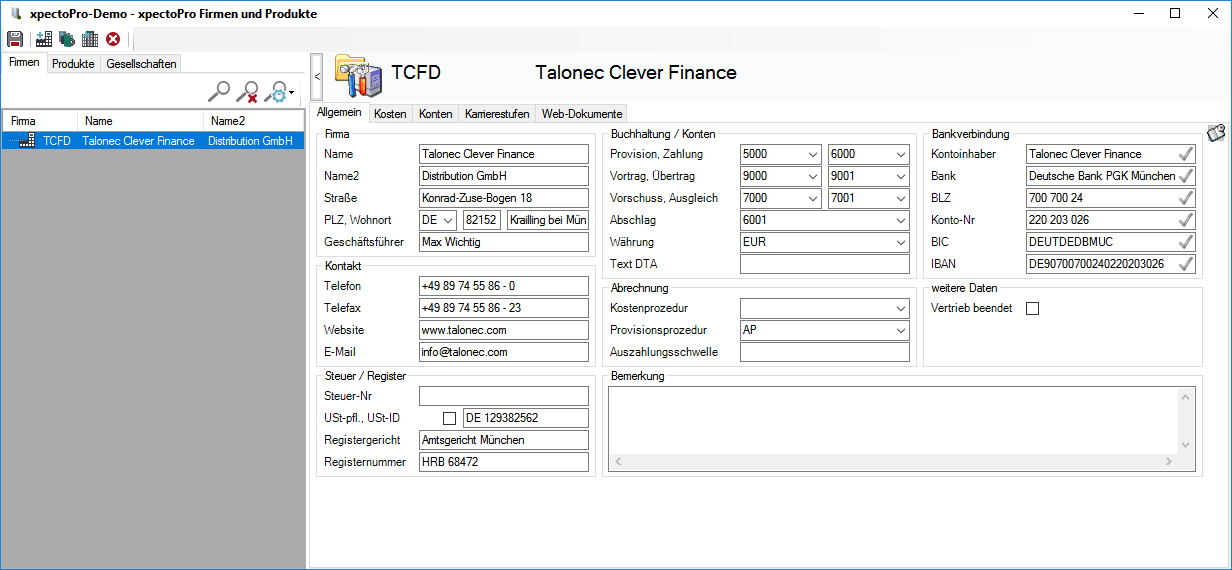 xpectoPro-Demo - xpectoPro Firmen und Produkte
Firmen Produkte Gesellschaften
Firma Name Name2
TCFD Talonec Clever Finance Distribution GmbH
< TCFD Talonec Clever Finance
Allgemein Kosten Konten Karrierestufen Web-Dokumente
Firma
Name Talonec Clever Finance
Name2 Distribution GmbH
Straße Konrad-Zuse-Bogen 18
PLZ, Wohnort DE 82152 Krailling bei Mün
Geschäftsführer Max Wichtig
Kontakt
Telefon +49 89 74 55 86 - 0
Telefax +49 89 74 55 86 - 23
Website www.talonec.com
E-Mail info@talonec.com
Steuer / Register
Steuer-Nr
USt-pfl., USt-ID DE 129382562
Registergericht Amtsgericht München
Registernummer HRB 68472
Buchhaltung / Konten
Provision, Zahlung 5000 6000
Vortrag, Übertrag 9000 9001
Vorschuss, Ausgleich 7000 7001
Abschlag 6001
Währung EUR
Text DTA
Abrechnung
Kostenprozedur
Provisionsprozedur AP
Auszahlungsschwelle
Bemerkung
Bankverbindung
Kontoinhaber Talonec Clever Finance
Bank Deutsche Bank PGK München
BLZ 700 700 24
Konto-Nr 220 203 026
BIC DEUTDEDBMUC
IBAN DE90700700240220203026
weitere Daten
Vertrieb beendet